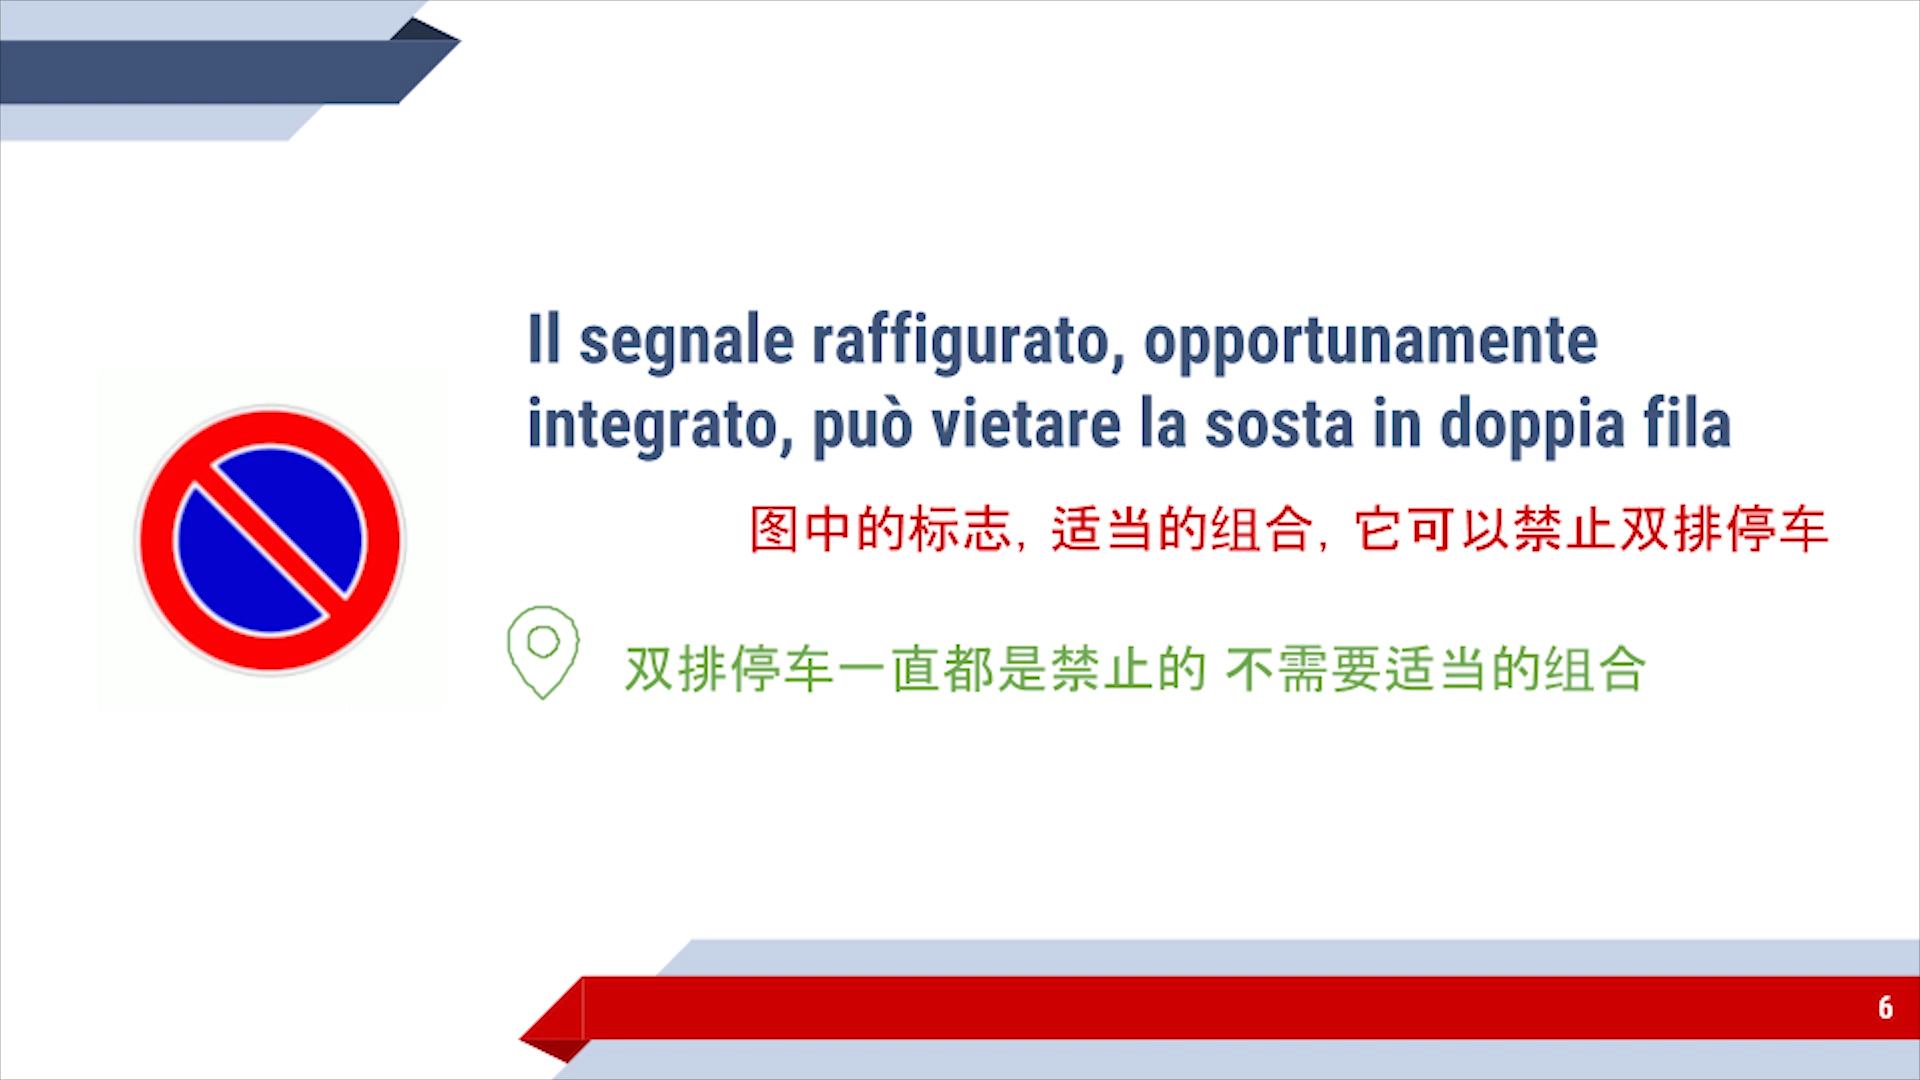 Il segnale raffigurato, opportunamente
integrato, può vietare la sosta in doppia fila
图中的标志, 适当的组合, 它可以禁止双排停车
双排停车一直都是禁止的 不需要适当的组合
6